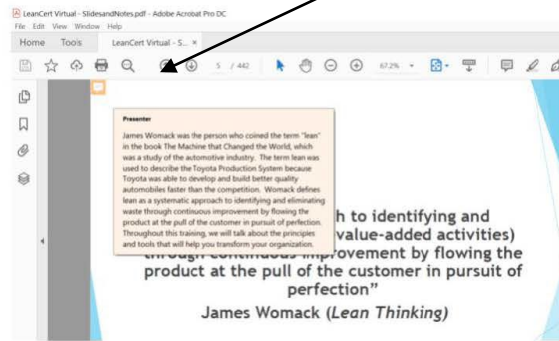 LeanCert Virtual - SlidesandNotes.pdf - Adobe Acrobat Pro DC
File Edit View Window Help
Home Tools LeanCert Virtual - S... ×
5 / 442 67.2%
Presenter
James Womack was the person who coined the term "lean"
in the book The Machine that Changed the World, which
was a study of the automotive industry. The term lean was
used to describe the Toyota Production System because
Toyota was able to develop and build better quality
automobiles faster than the competition. Womack defines
lean as a systematic approach to identifying and eliminating
waste through continuous improvement by flowing the
product at the pull of the customer in pursuit of perfection.
Throughout this training, we will talk about the principles
and tools that will help you transform your organization.
h to identifying and
value-added activities)
through continuous improvement by flowing the
product at the pull of the customer in pursuit of
perfection”
James Womack (Lean Thinking)